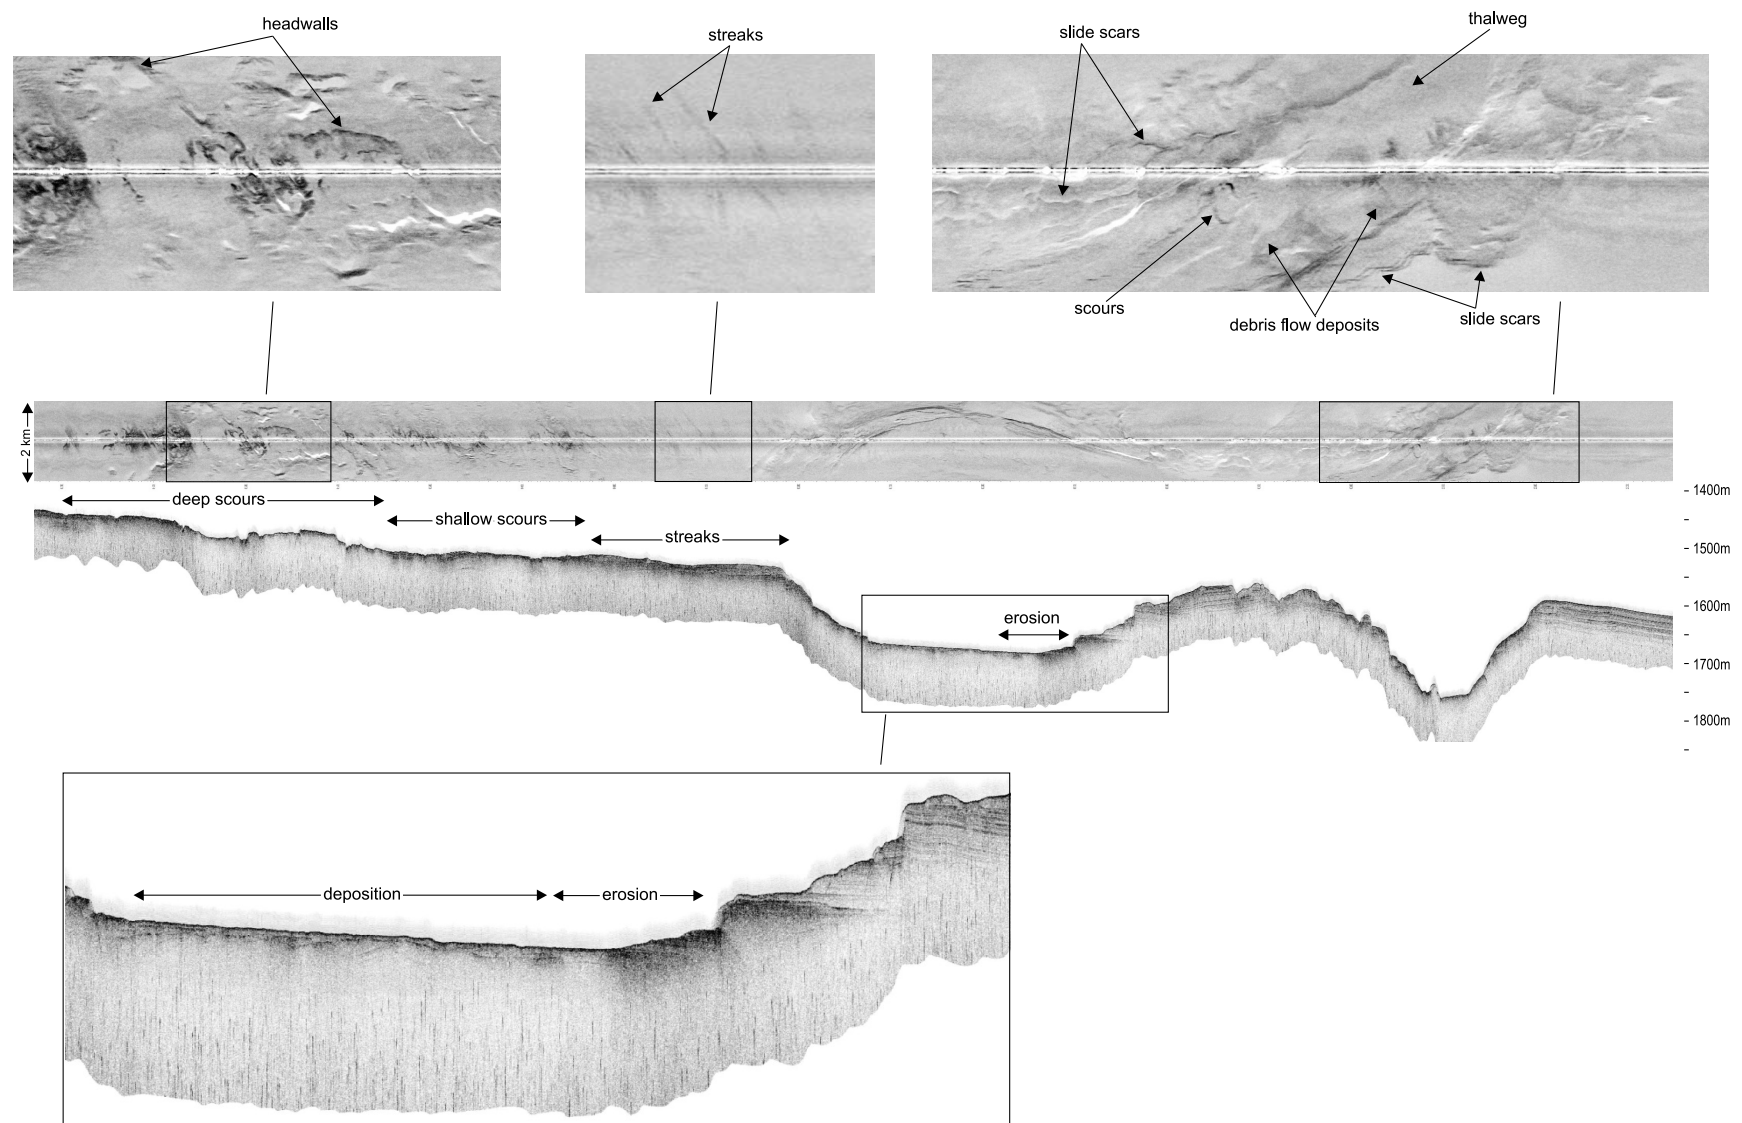 headwalls
streaks
slide scars
thalweg
scours
debris flow deposits
slide scars
2 km
deep scours
shallow scours
streaks
erosion
- 1400m
- 1500m
- 1600m
- 1700m
- 1800m
deposition
erosion